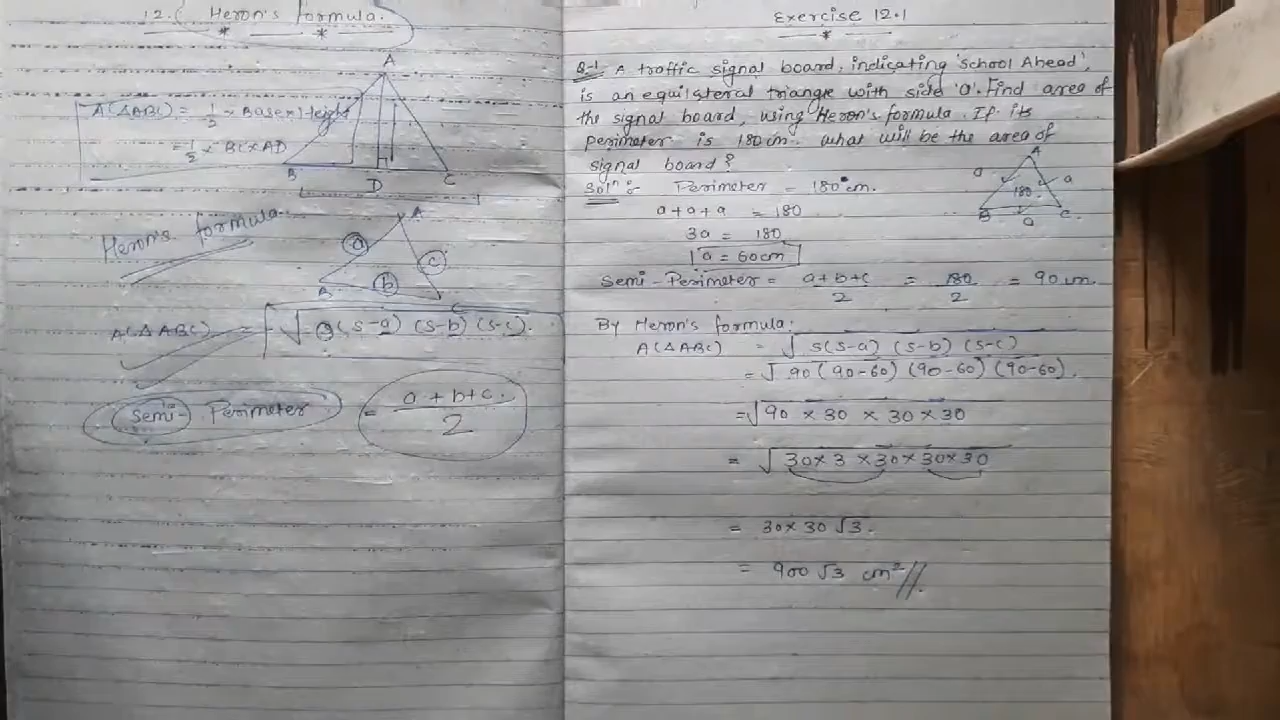 12. Heron's formula.
A
A(ΔABC) = 1/2 × Base × Height
= 1/2 × BC × AD
B D C
Heron's formula.
A
a c
B b C
A(ΔABC) = √s(s-a) (s-b) (s-c).
Semi- Perimeter = a + b + c. / 2
Exercise 12.1
Q-1 A traffic signal board, indicating 'School Ahead',
is an equilateral triangle with side 'a'. Find area of
the signal board, using Heron's formula. If its
perimeter is 180 cm. what will be the area of
signal board?
A
a a
180
B a C
Solⁿ: Perimeter = 180 cm.
a+a+a = 180
3a = 180
a = 60cm
Semi-Perimeter = a+b+c / 2 = 180 / 2 = 90 cm.
By Heron's formula:
A(ΔABC) = √s(s-a) (s-b) (s-c)
= √90 (90-60) (90-60) (90-60).
= √90 × 30 × 30 × 30
= √30×3 × 30 × 30×30
= 30×30 √3.
= 900 √3 cm²//.